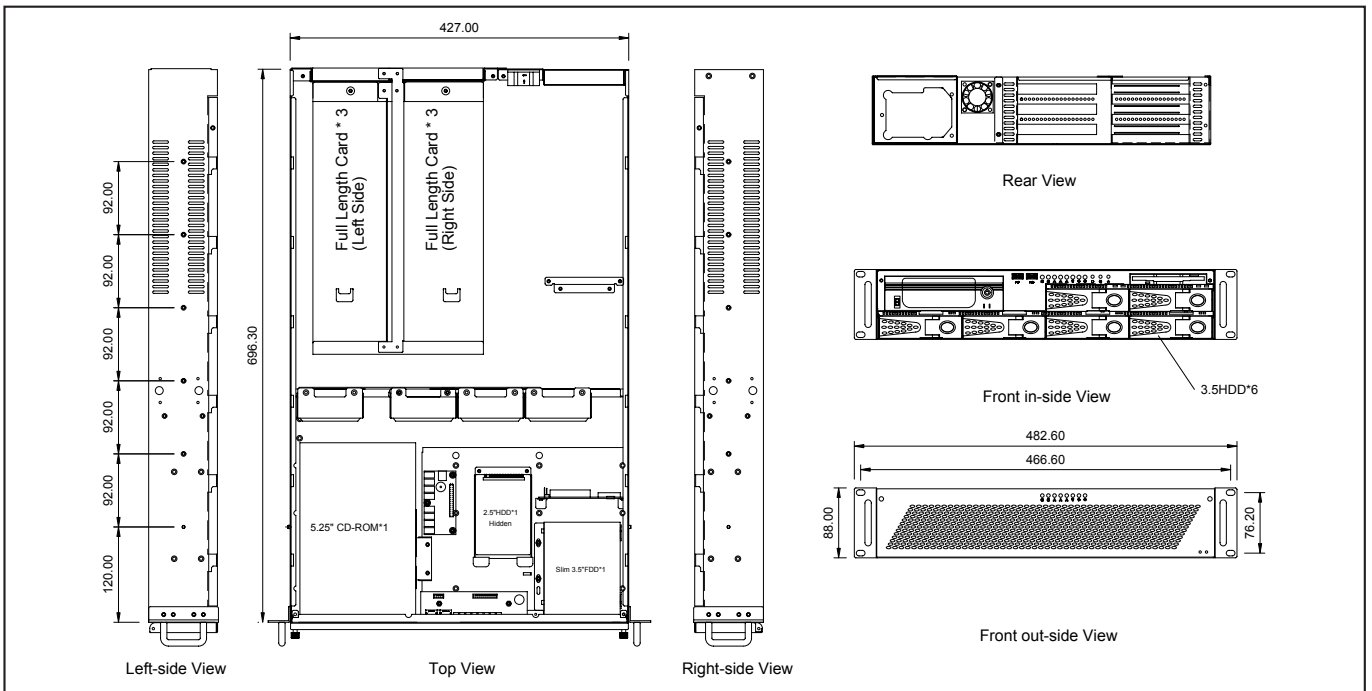 427.00
92.00
92.00
92.00
92.00
92.00
120.00
Left-side View
696.30
Full Length Card * 3
(Left Side)
Full Length Card * 3
(Right Side)
5.25" CD-ROM*1
2.5"HDD*1
Hidden
Slim 3.5"FDD*1
Top View
Right-side View
Rear View
3.5HDD*6
Front in-side View
482.60
466.60
88.00
76.20
Front out-side View